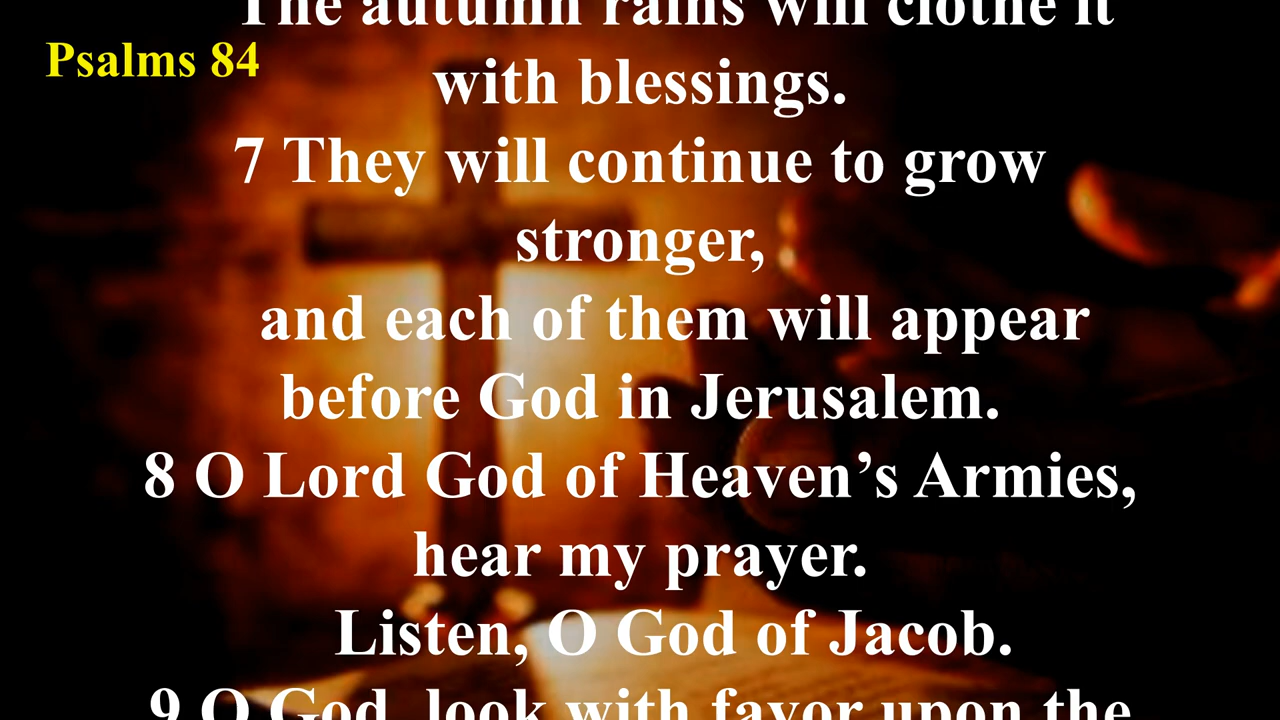 The autumn rains will clothe it
Psalms 84
with blessings.
7 They will continue to grow
stronger,
and each of them will appear
before God in Jerusalem.
8 O Lord God of Heaven’s Armies,
hear my prayer.
Listen, O God of Jacob.
9 O God, look with favor upon the